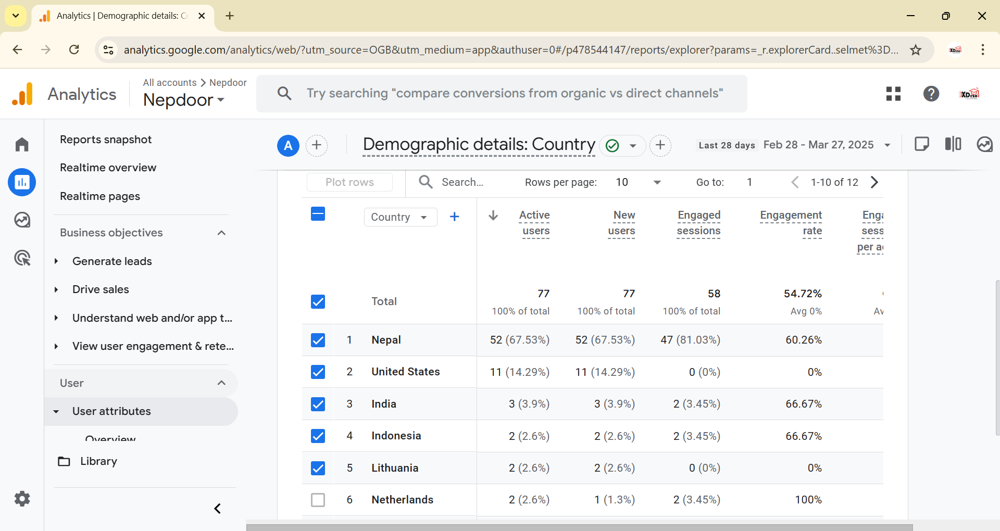 Analytics | Demographic details: Co
analytics.google.com/analytics/web/?utm_source=OGB&utm_medium=app&authuser=0#/p478544147/reports/explorer?params=_r.explorerCard..selmet%3D...
Analytics
All accounts > Nepdoor
Nepdoor
Try searching "compare conversions from organic vs direct channels"
Reports snapshot
Realtime overview
Realtime pages
Business objectives
Generate leads
Drive sales
Understand web and/or app t...
View user engagement & rete...
User
User attributes
Overview
Library
A
Demographic details: Country
Last 28 days Feb 28 - Mar 27, 2025
Plot rows
Search...
Rows per page: 10
Go to: 1
1-10 of 12
Country
Active users
New users
Engaged sessions
Engagement rate
Enga
sess
per a
Total
77 77 58 54.72%
100% of total 100% of total 100% of total Avg 0% Av
1 Nepal 52 (67.53%) 52 (67.53%) 47 (81.03%) 60.26%
2 United States 11 (14.29%) 11 (14.29%) 0 (0%) 0%
3 India 3 (3.9%) 3 (3.9%) 2 (3.45%) 66.67%
4 Indonesia 2 (2.6%) 2 (2.6%) 2 (3.45%) 66.67%
5 Lithuania 2 (2.6%) 2 (2.6%) 0 (0%) 0%
6 Netherlands 2 (2.6%) 1 (1.3%) 2 (3.45%) 100%